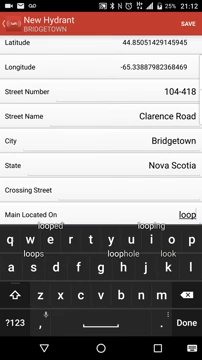 25% 21:12
New Hydrant
BRIDGETOWN
SAVE
Latitude 44.85051429145945
Longitude -65.33887982368469
Street Number 104-418
Street Name Clarence Road
City Bridgetown
State Nova Scotia
Crossing Street
Main Located On loop
looped looping
q w e r t y u i o p
loops loophole look
a s d f g h j k l
z x c v b n m
?123 , . Done